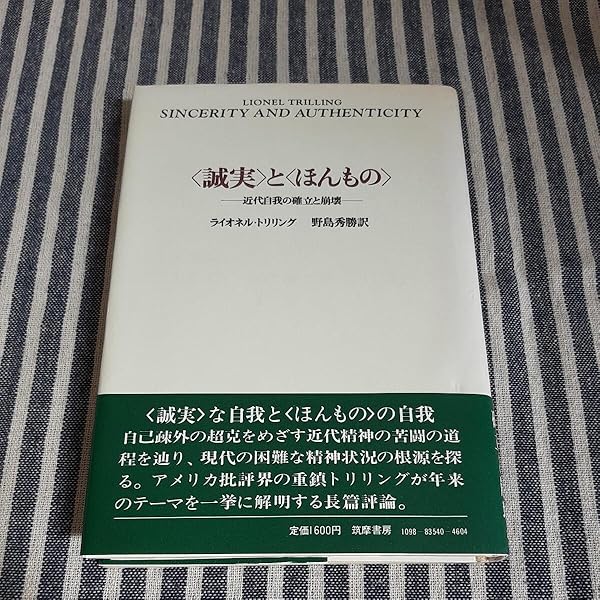 LIONEL TRILLING
SINCERITY AND AUTHENTICITY
〈誠実〉と〈ほんもの〉
──近代自我の確立と崩壊──
ライオネル・トリリング 野島秀勝訳
〈誠実〉な自我と〈ほんもの〉の自我
自己疎外の超克をめざす近代精神の苦闘の道
程を辿り、現代の困難な精神状況の根源を探
る。アメリカ批評界の重鎮トリリングが年来
のテーマを一挙に解明する長篇評論。
定価1600円 筑摩書房 1098-83540-4604